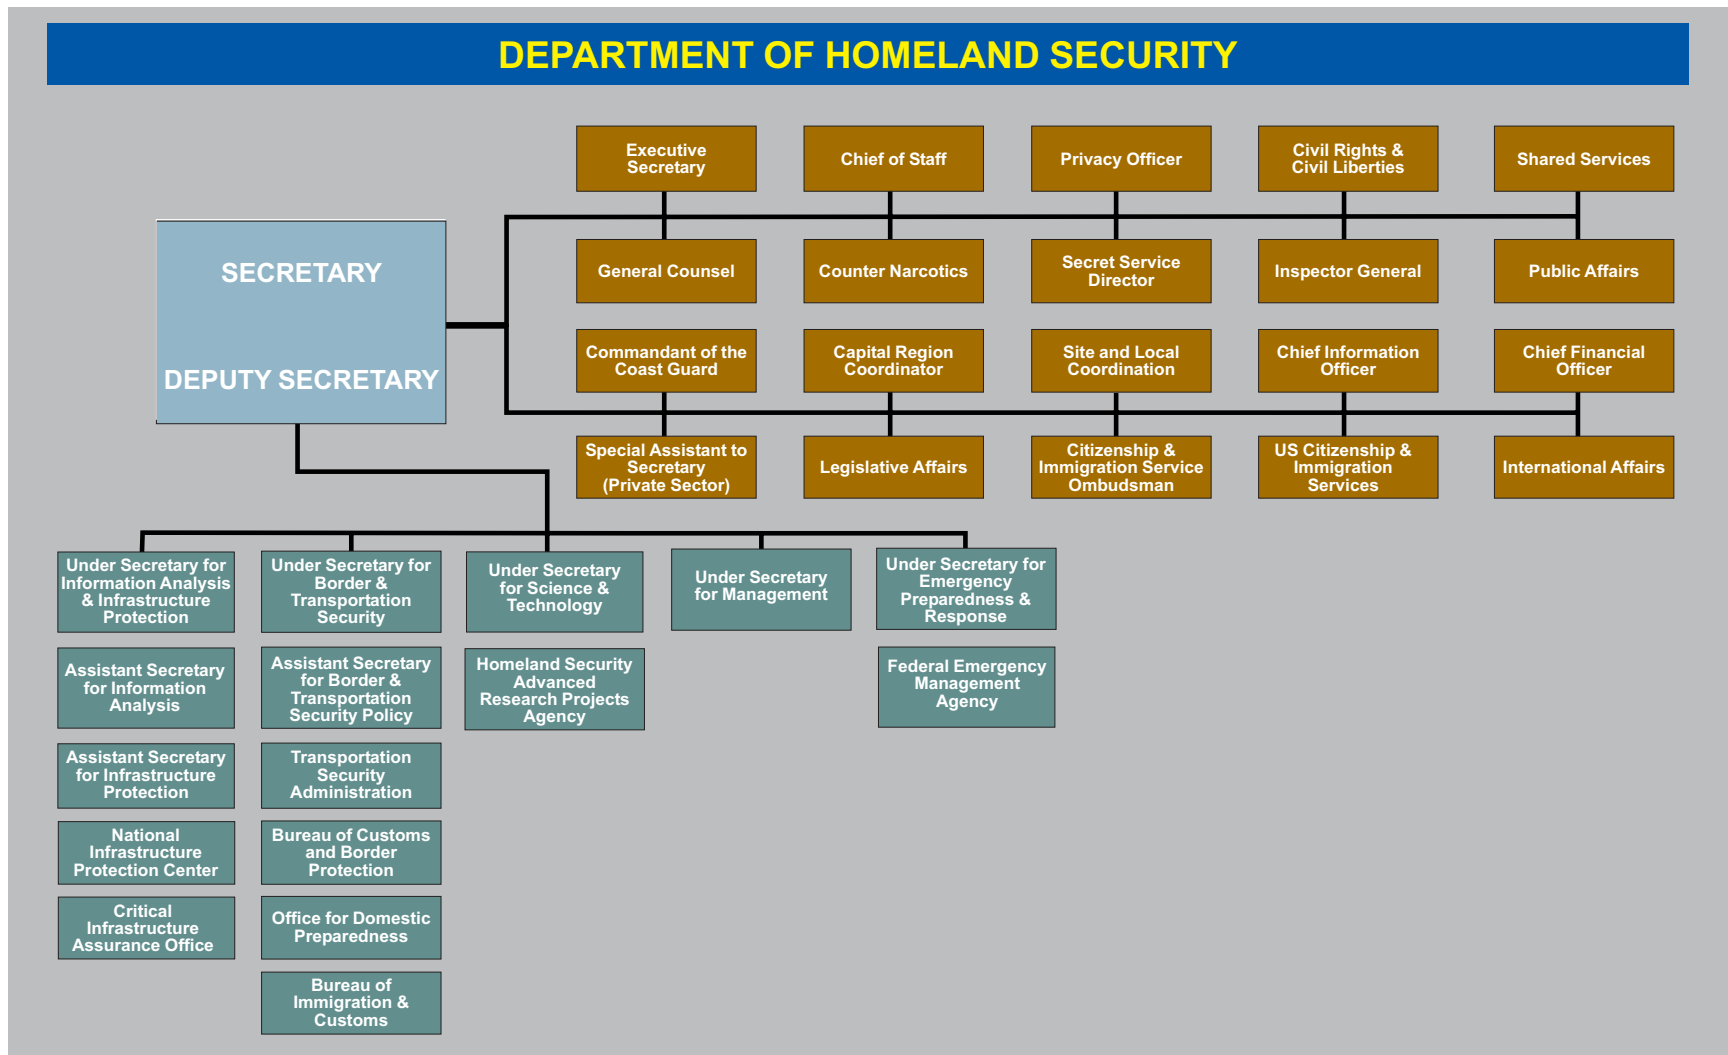 DEPARTMENT OF HOMELAND SECURITY
Executive
Secretary
Chief of Staff
Privacy Officer
Civil Rights &
Civil Liberties
Shared Services
SECRETARY
DEPUTY SECRETARY
General Counsel
Counter Narcotics
Secret Service
Director
Inspector General
Public Affairs
Commandant of the
Coast Guard
Capital Region
Coordinator
Site and Local
Coordination
Chief Information
Officer
Chief Financial
Officer
Special Assistant to
Secretary
(Private Sector)
Legislative Affairs
Citizenship &
Immigration Service
Ombudsman
US Citizenship &
Immigration
Services
International Affairs
Under Secretary for
Information Analysis
& Infrastructure
Protection
Under Secretary for
Border &
Transportation
Security
Under Secretary
for Science &
Technology
Under Secretary
for Management
Under Secretary for
Emergency
Preparedness &
Response
Assistant Secretary
for Information
Analysis
Assistant Secretary
for Border &
Transportation
Security Policy
Homeland Security
Advanced
Research Projects
Agency
Federal Emergency
Management
Agency
Assistant Secretary
for Infrastructure
Protection
Transportation
Security
Administration
National
Infrastructure
Protection Center
Bureau of Customs
and Border
Protection
Critical
Infrastructure
Assurance Office
Office for Domestic
Preparedness
Bureau of
Immigration &
Customs